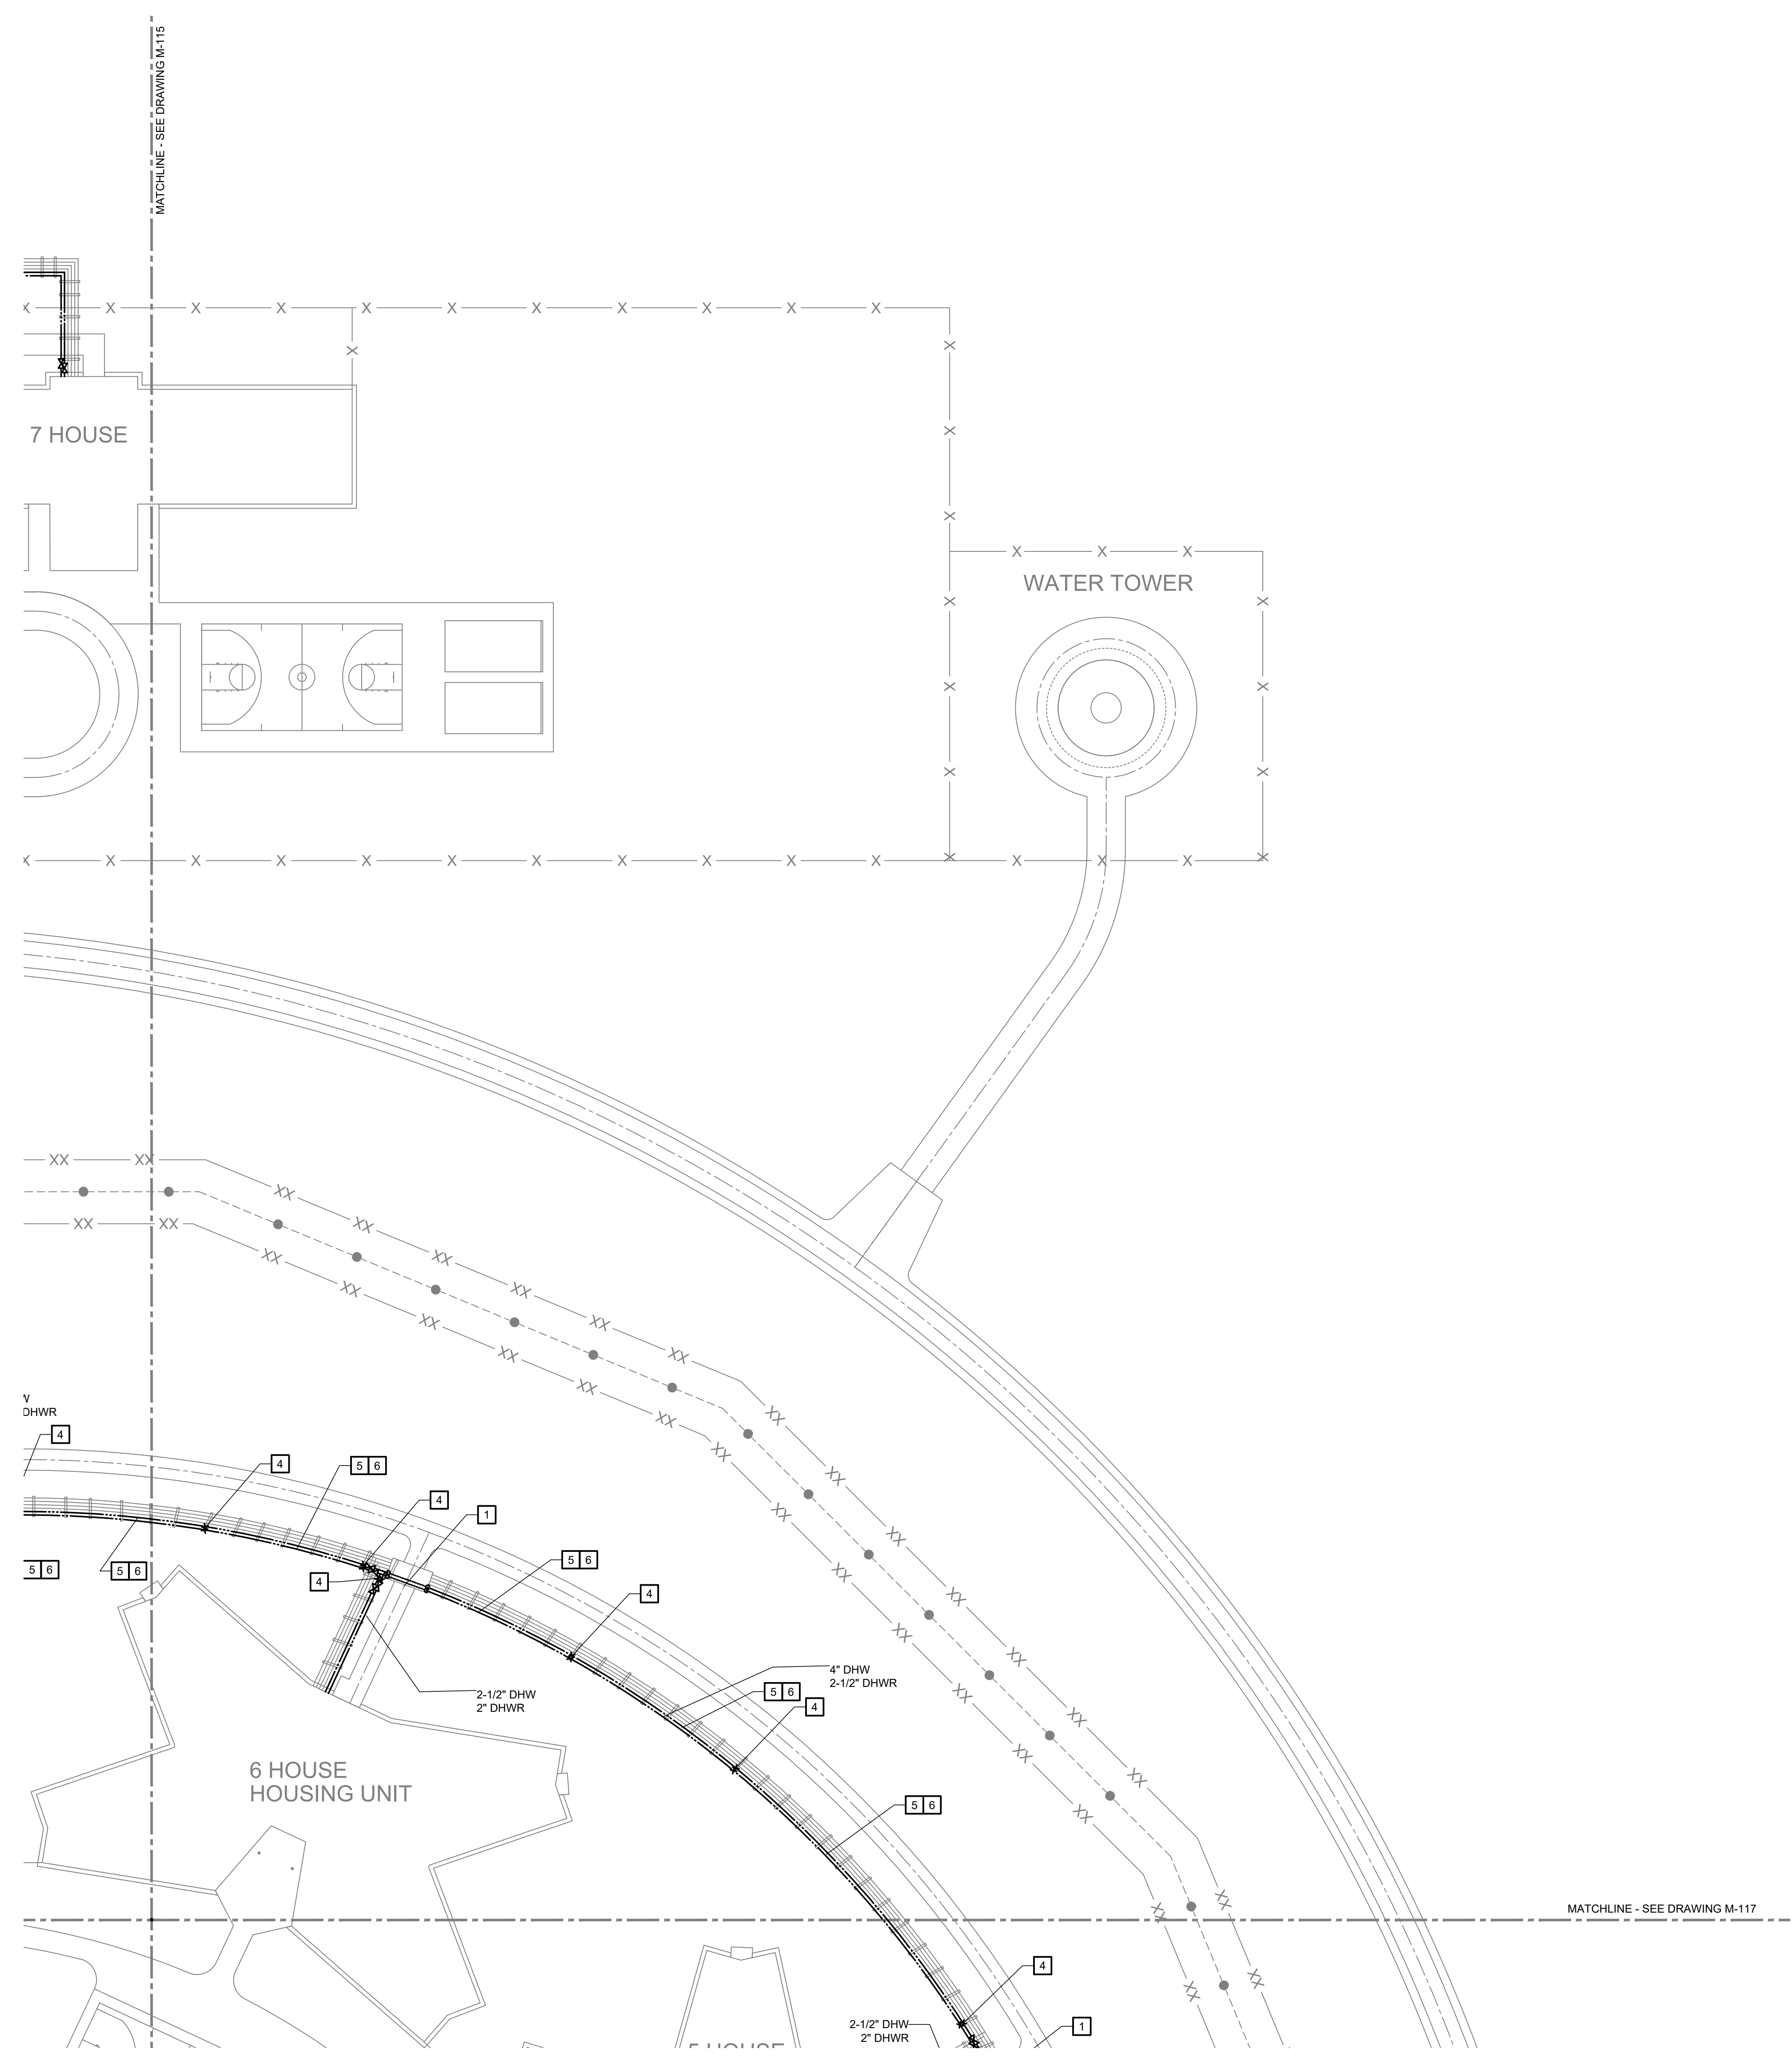 MATCHLINE - SEE DRAWING M-115
7 HOUSE
WATER TOWER
DHWR
4
4
5 6
4
1
5 6
5 6
5 6
4
4
4" DHW
2-1/2" DHWR
5 6
4
2-1/2" DHW
2" DHWR
6 HOUSE
HOUSING UNIT
5 6
MATCHLINE - SEE DRAWING M-117
4
2-1/2" DHW
2" DHWR
1
5 HOUSE